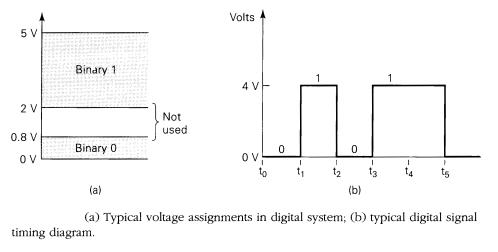 5 V
Binary 1
2 V
Not
used
0.8 V
Binary 0
0 V
(a)
Volts
4 V
1
1
0 V
0
0
t0
t1
t2
t3
t4
t5
(b)
(a) Typical voltage assignments in digital system; (b) typical digital signal
timing diagram.